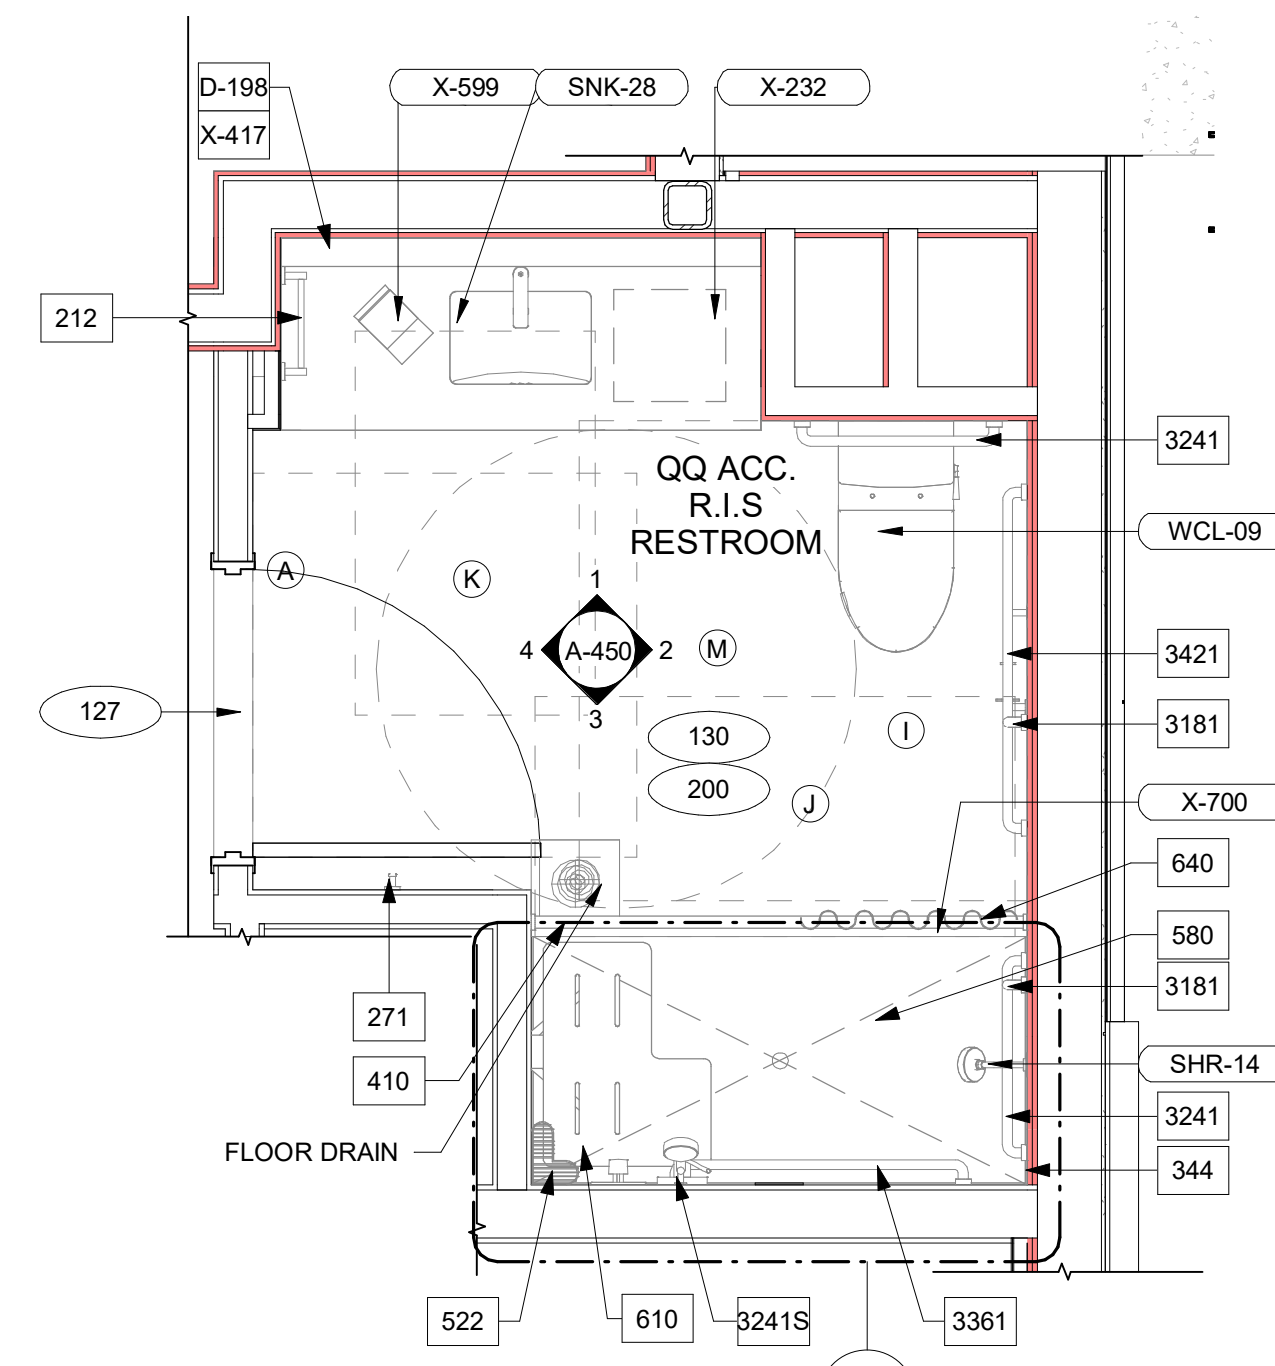 D-198
X-417
X-599
SNK-28
X-232
212
3241
QQ ACC.
R.I.S
RESTROOM
WCL-09
A
K
1
4
A-450
2
3
M
3421
127
130
200
I
3181
J
X-700
640
580
271
3181
410
SHR-14
FLOOR DRAIN
3241
344
522
610
3241S
3361